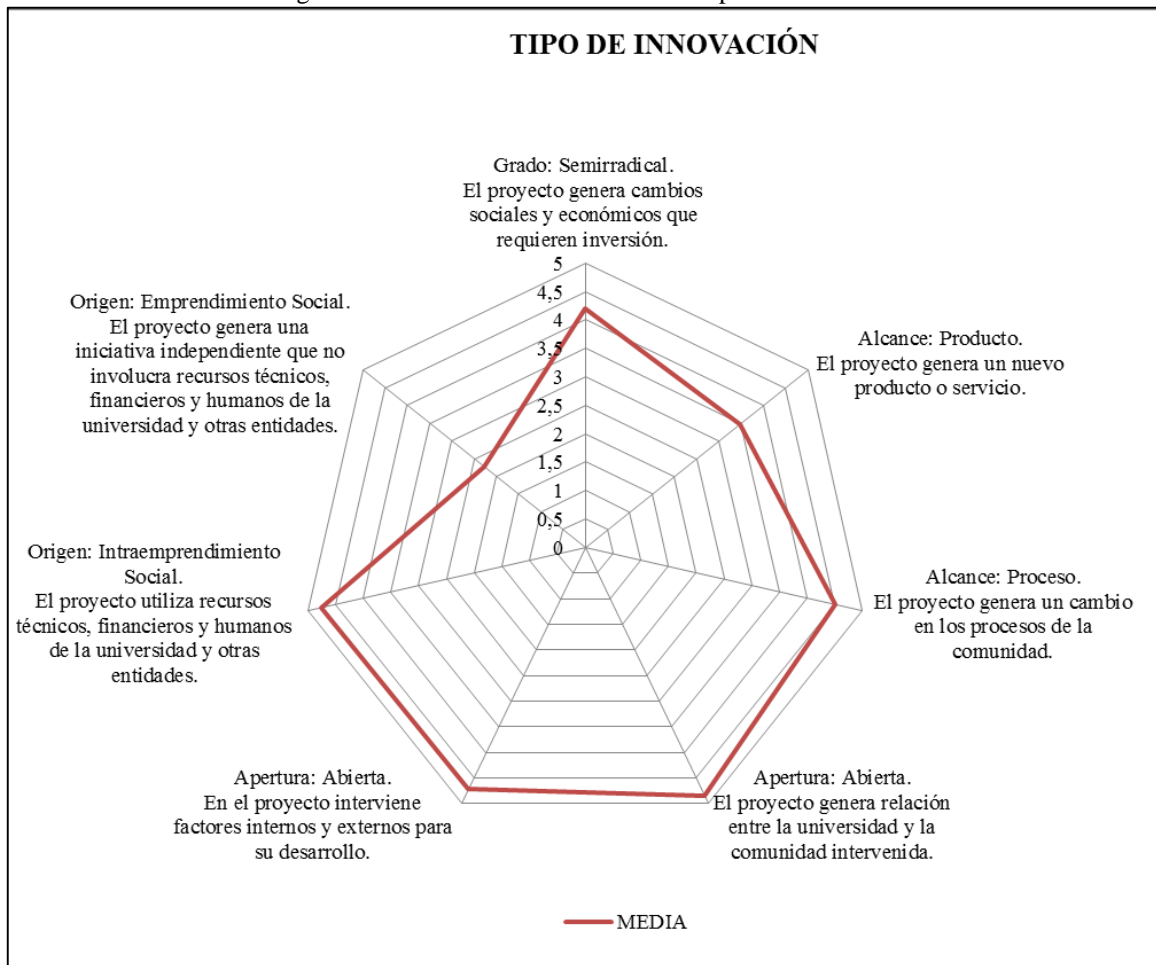 TIPO DE INNOVACIÓN
Grado: Semirradical.
El proyecto genera cambios
sociales y económicos que
requieren inversión.
Alcance: Producto.
El proyecto genera un nuevo
producto o servicio.
Alcance: Proceso.
El proyecto genera un cambio
en los procesos de la
comunidad.
Apertura: Abierta.
El proyecto genera relación
entre la universidad y la
comunidad intervenida.
Apertura: Abierta.
En el proyecto interviene
factores internos y externos para
su desarrollo.
Origen: Intraemprendimiento
Social.
El proyecto utiliza recursos
técnicos, financieros y humanos
de la universidad y otras
entidades.
Origen: Emprendimiento Social.
El proyecto genera una
iniciativa independiente que no
involucra recursos técnicos,
financieros y humanos de la
universidad y otras entidades.
5
4,5
4
3,5
3
2,5
2
1,5
1
0,5
0
MEDIA